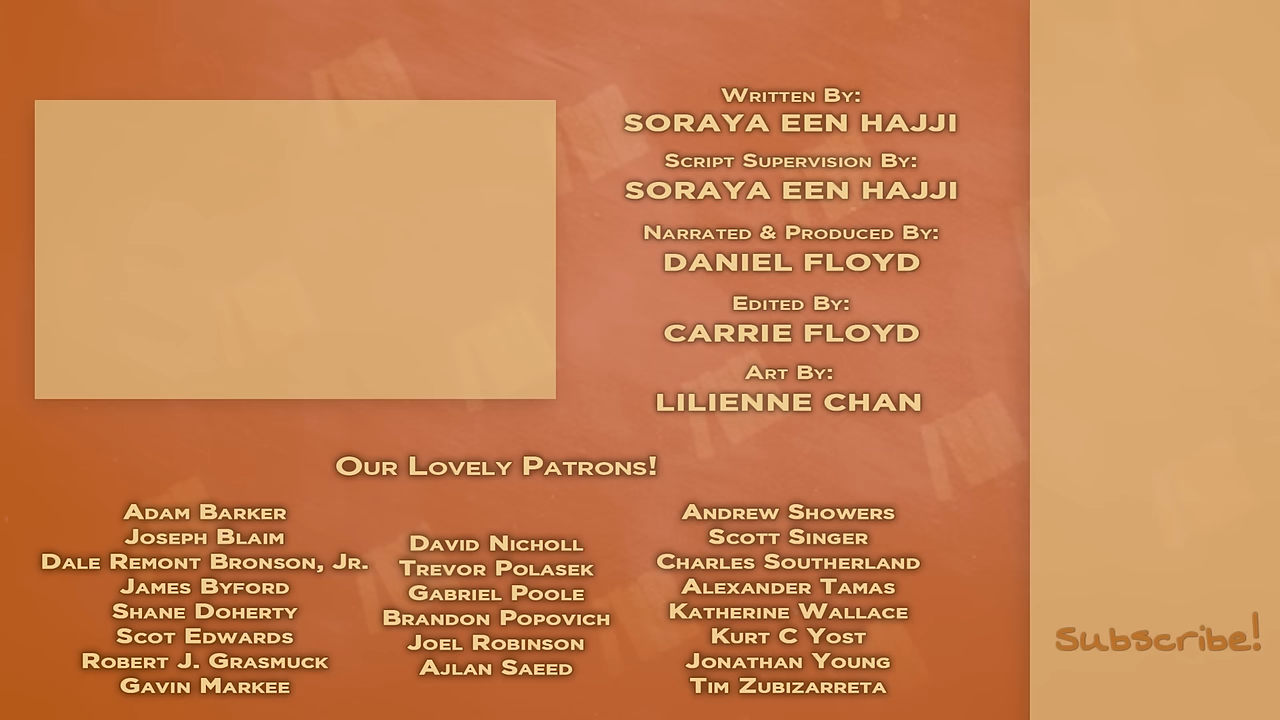 Written By:
SORAYA EEN HAJJI
Script Supervision By:
SORAYA EEN HAJJI
Narrated & Produced By:
DANIEL FLOYD
Edited By:
CARRIE FLOYD
Art By:
LILIENNE CHAN
Our Lovely Patrons!
Adam Barker
Joseph Blaim
Dale Remont Bronson, Jr.
James Byford
Shane Doherty
Scot Edwards
Robert J. Grasmuck
Gavin Markee
David Nicholl
Trevor Polasek
Gabriel Poole
Brandon Popovich
Joel Robinson
Ajlan Saeed
Andrew Showers
Scott Singer
Charles Southerland
Alexander Tamas
Katherine Wallace
Kurt C Yost
Jonathan Young
Tim Zubizarreta
Subscribe!